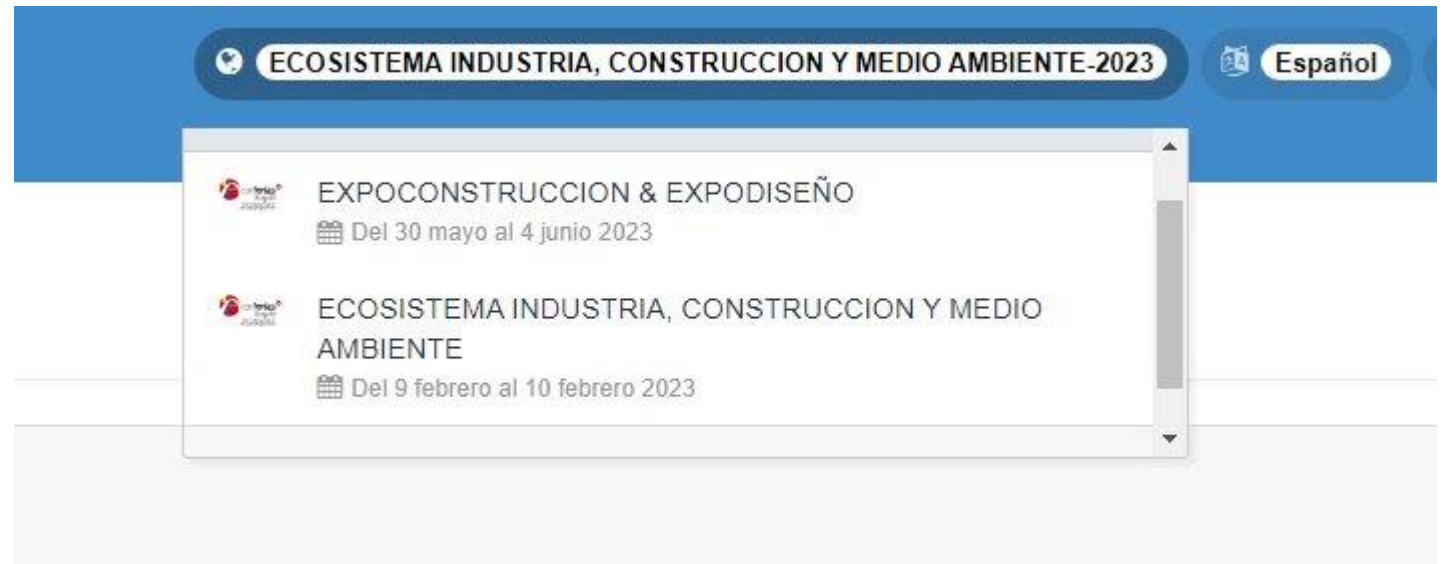 ECOSISTEMA INDUSTRIA, CONSTRUCCION Y MEDIO AMBIENTE-2023
Español
EXPOCONSTRUCCION & EXPODISEÑO
Del 30 mayo al 4 junio 2023
ECOSISTEMA INDUSTRIA, CONSTRUCCION Y MEDIO
AMBIENTE
Del 9 febrero al 10 febrero 2023